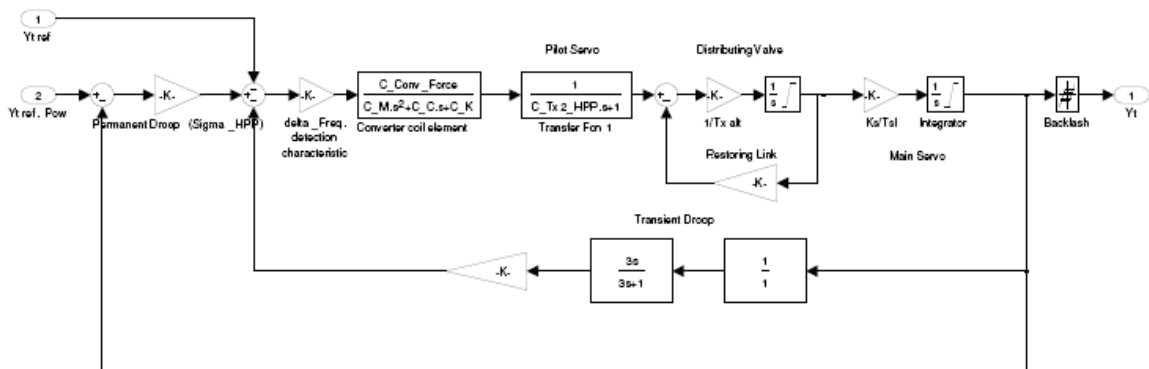 1
Yt ref
Pilot Servo
Distributing Valve
2
Yt ref. Pow
-K-
Permanent Droop (Sigma _HPP)
-K-
delta _Freq.
detection
characteristic
C_Conv_Force
C_M.s²+C_C.s+C_K
Converter coil element
1
C_Tx 2_HPP.s+1
Transfer Fcn 1
-K-
1/Tx alt
1
s
-K-
Ks/Tsl
1
s
Integrator
Backlash
1
Yt
Restoring Link
-K-
Main Servo
Transient Droop
-K-
3s
3s+1
1
1